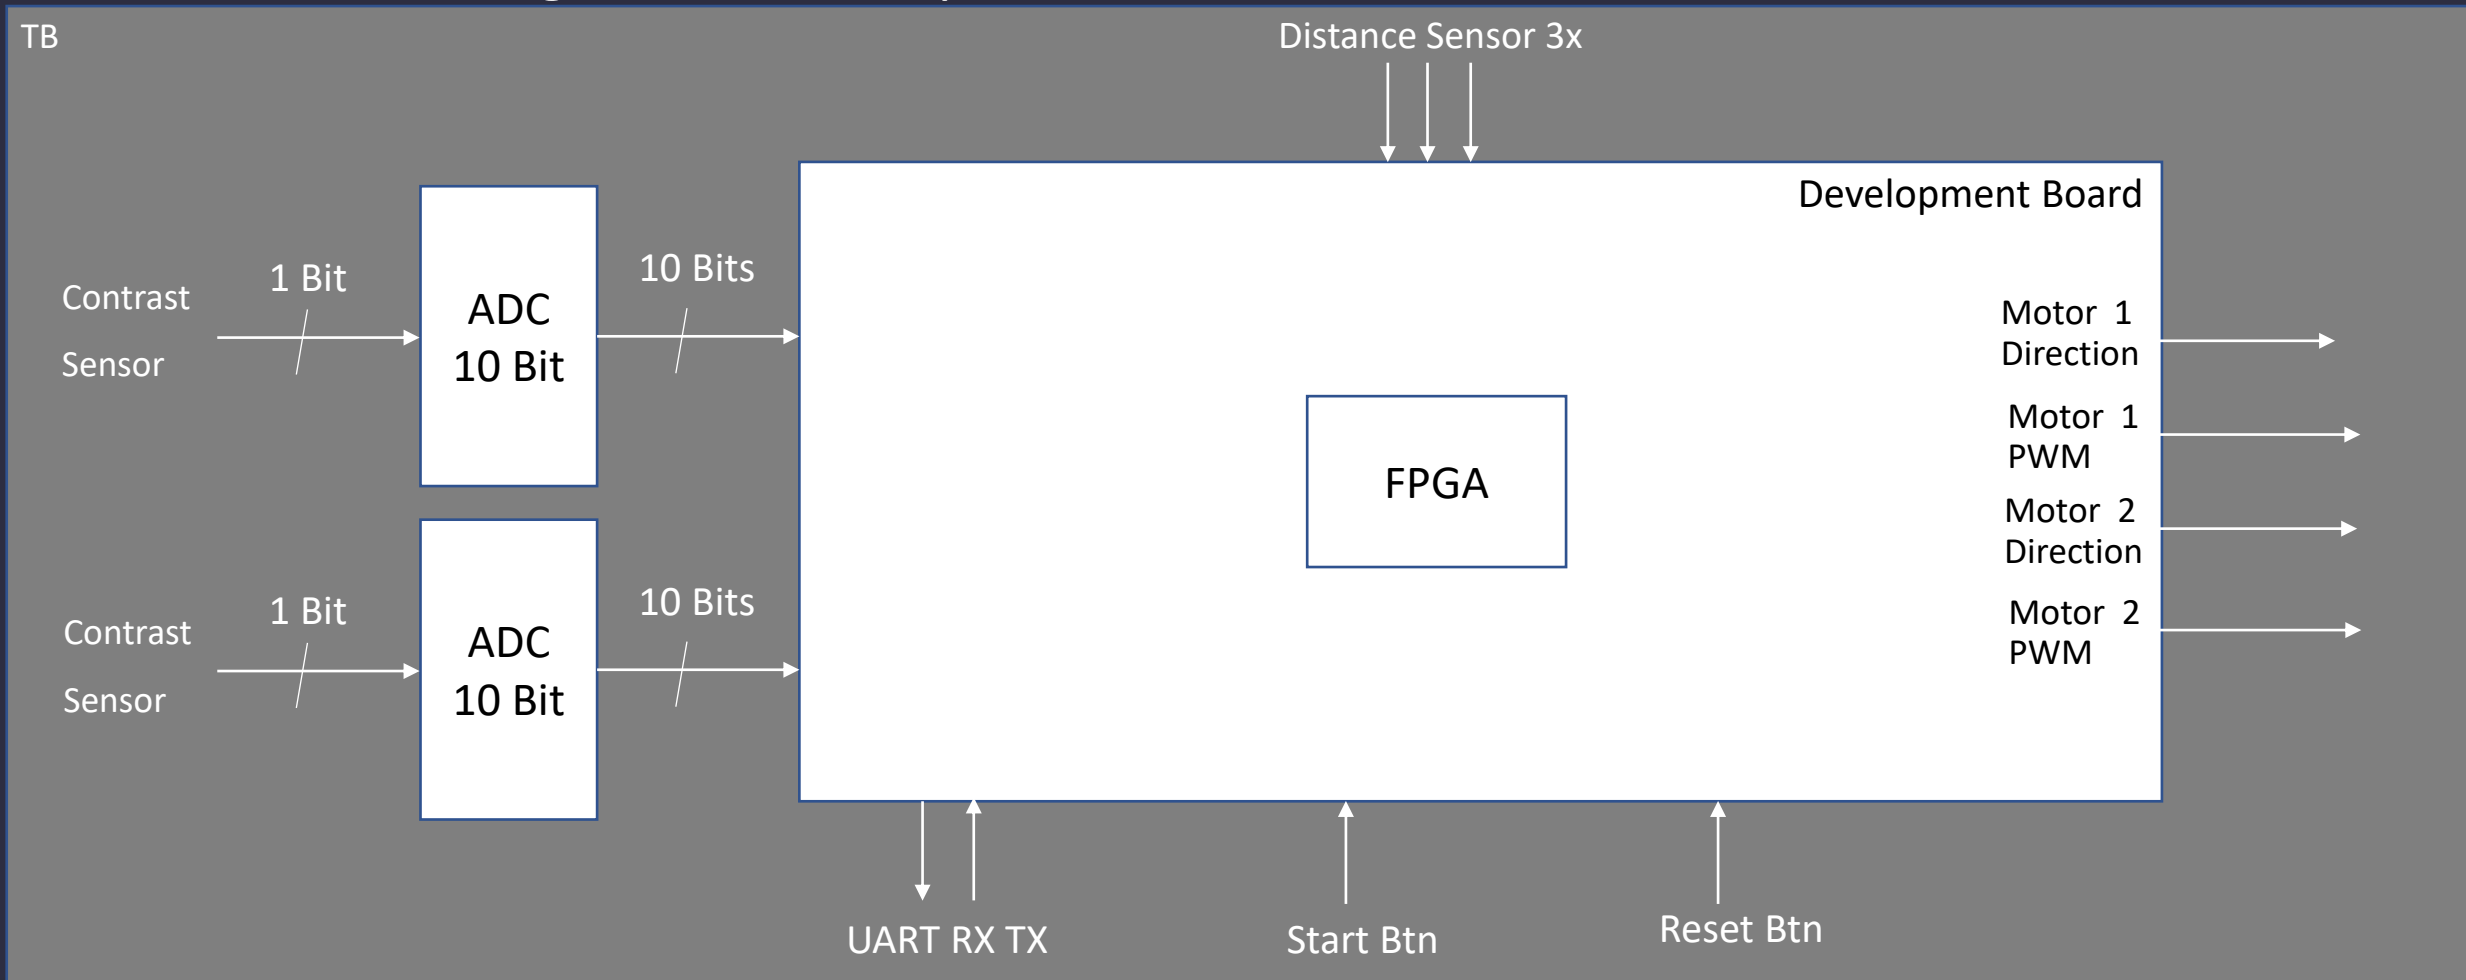 TB
Distance Sensor 3x
Development Board
Contrast
Sensor
1 Bit
ADC
10 Bit
10 Bits
Contrast
Sensor
1 Bit
ADC
10 Bit
10 Bits
FPGA
Motor 1
Direction
Motor 1
PWM
Motor 2
Direction
Motor 2
PWM
UART RX TX
Start Btn
Reset Btn